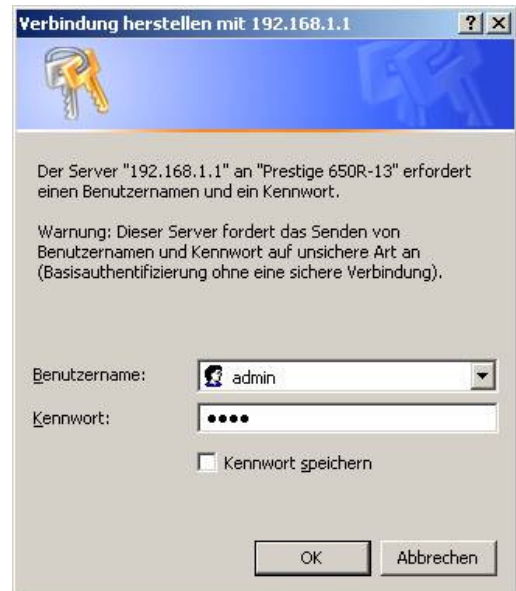 Verbindung herstellen mit 192.168.1.1
Der Server "192.168.1.1" an "Prestige 650R-13" erfordert
einen Benutzernamen und ein Kennwort.
Warnung: Dieser Server fordert das Senden von
Benutzernamen und Kennwort auf unsichere Art an
(Basisauthentifizierung ohne eine sichere Verbindung).
Benutzername:
admin
Kennwort:
••••
Kennwort speichern
OK
Abbrechen